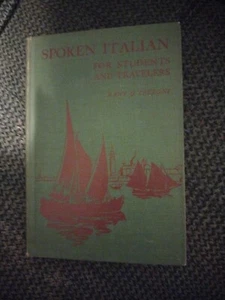 SPOKEN ITALIAN
FOR STUDENTS
AND TRAVELERS